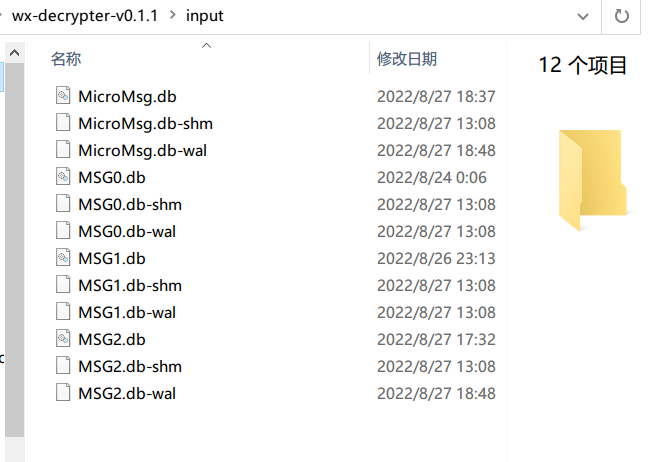 wx-decrypter-v0.1.1 > input
名称 修改日期
12 个项目
MicroMsg.db 2022/8/27 18:37
MicroMsg.db-shm 2022/8/27 13:08
MicroMsg.db-wal 2022/8/27 18:48
MSG0.db 2022/8/24 0:06
MSG0.db-shm 2022/8/27 13:08
MSG0.db-wal 2022/8/27 13:08
MSG1.db 2022/8/26 23:13
MSG1.db-shm 2022/8/27 13:08
MSG1.db-wal 2022/8/27 13:08
MSG2.db 2022/8/27 17:32
MSG2.db-shm 2022/8/27 13:08
MSG2.db-wal 2022/8/27 18:48